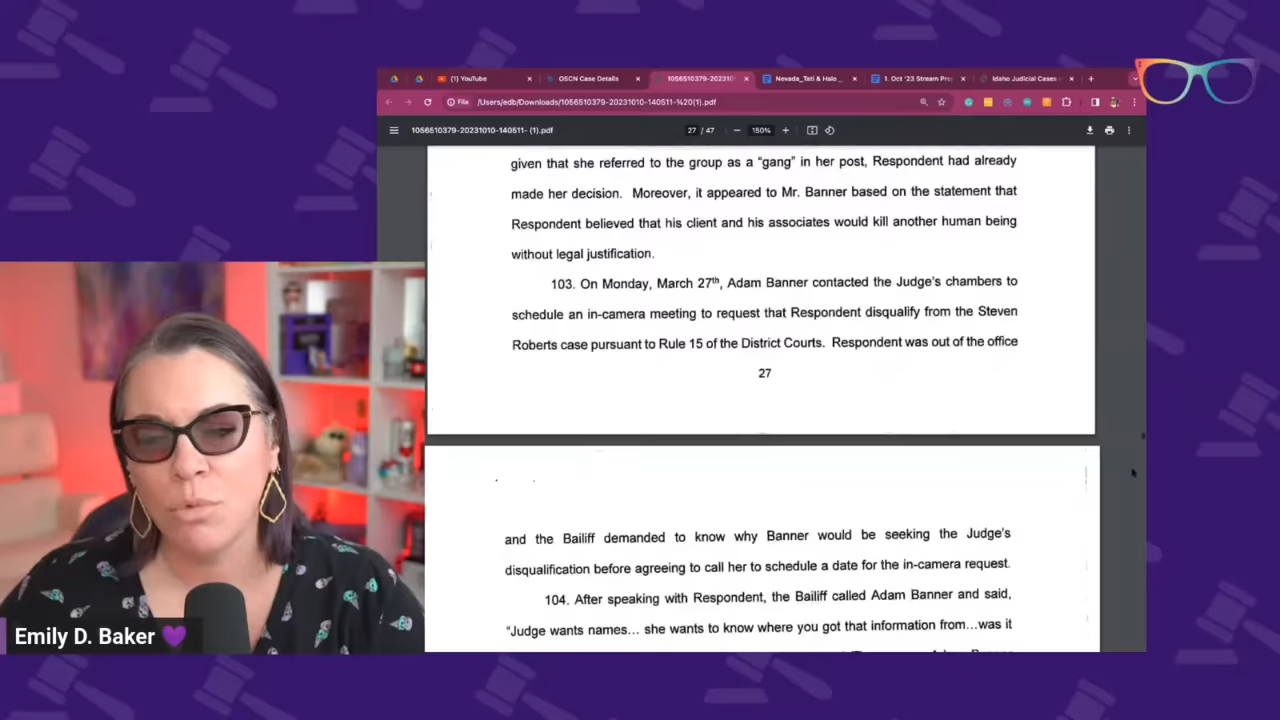 [1] YouTube
OSCN Case Details
1056510379-20231010
Nevada_Tati & Halo_
1. Oct '23 Stream Pre
Idaho Judicial Cases
File /Users/edb/Downloads/1056510379-20231010-140511-%20(1).pdf
1056510379-20231010-140511- (1).pdf
27 / 47
150%
given that she referred to the group as a "gang" in her post, Respondent had already
made her decision. Moreover, it appeared to Mr. Banner based on the statement that
Respondent believed that his client and his associates would kill another human being
without legal justification.
103. On Monday, March 27th, Adam Banner contacted the Judge's chambers to
schedule an in-camera meeting to request that Respondent disqualify from the Steven
Roberts case pursuant to Rule 15 of the District Courts. Respondent was out of the office
27
and the Bailiff demanded to know why Banner would be seeking the Judge's
disqualification before agreeing to call her to schedule a date for the in-camera request.
104. After speaking with Respondent, the Bailiff called Adam Banner and said,
"Judge wants names... she wants to know where you got that information from...was it
Emily D. Baker 💜